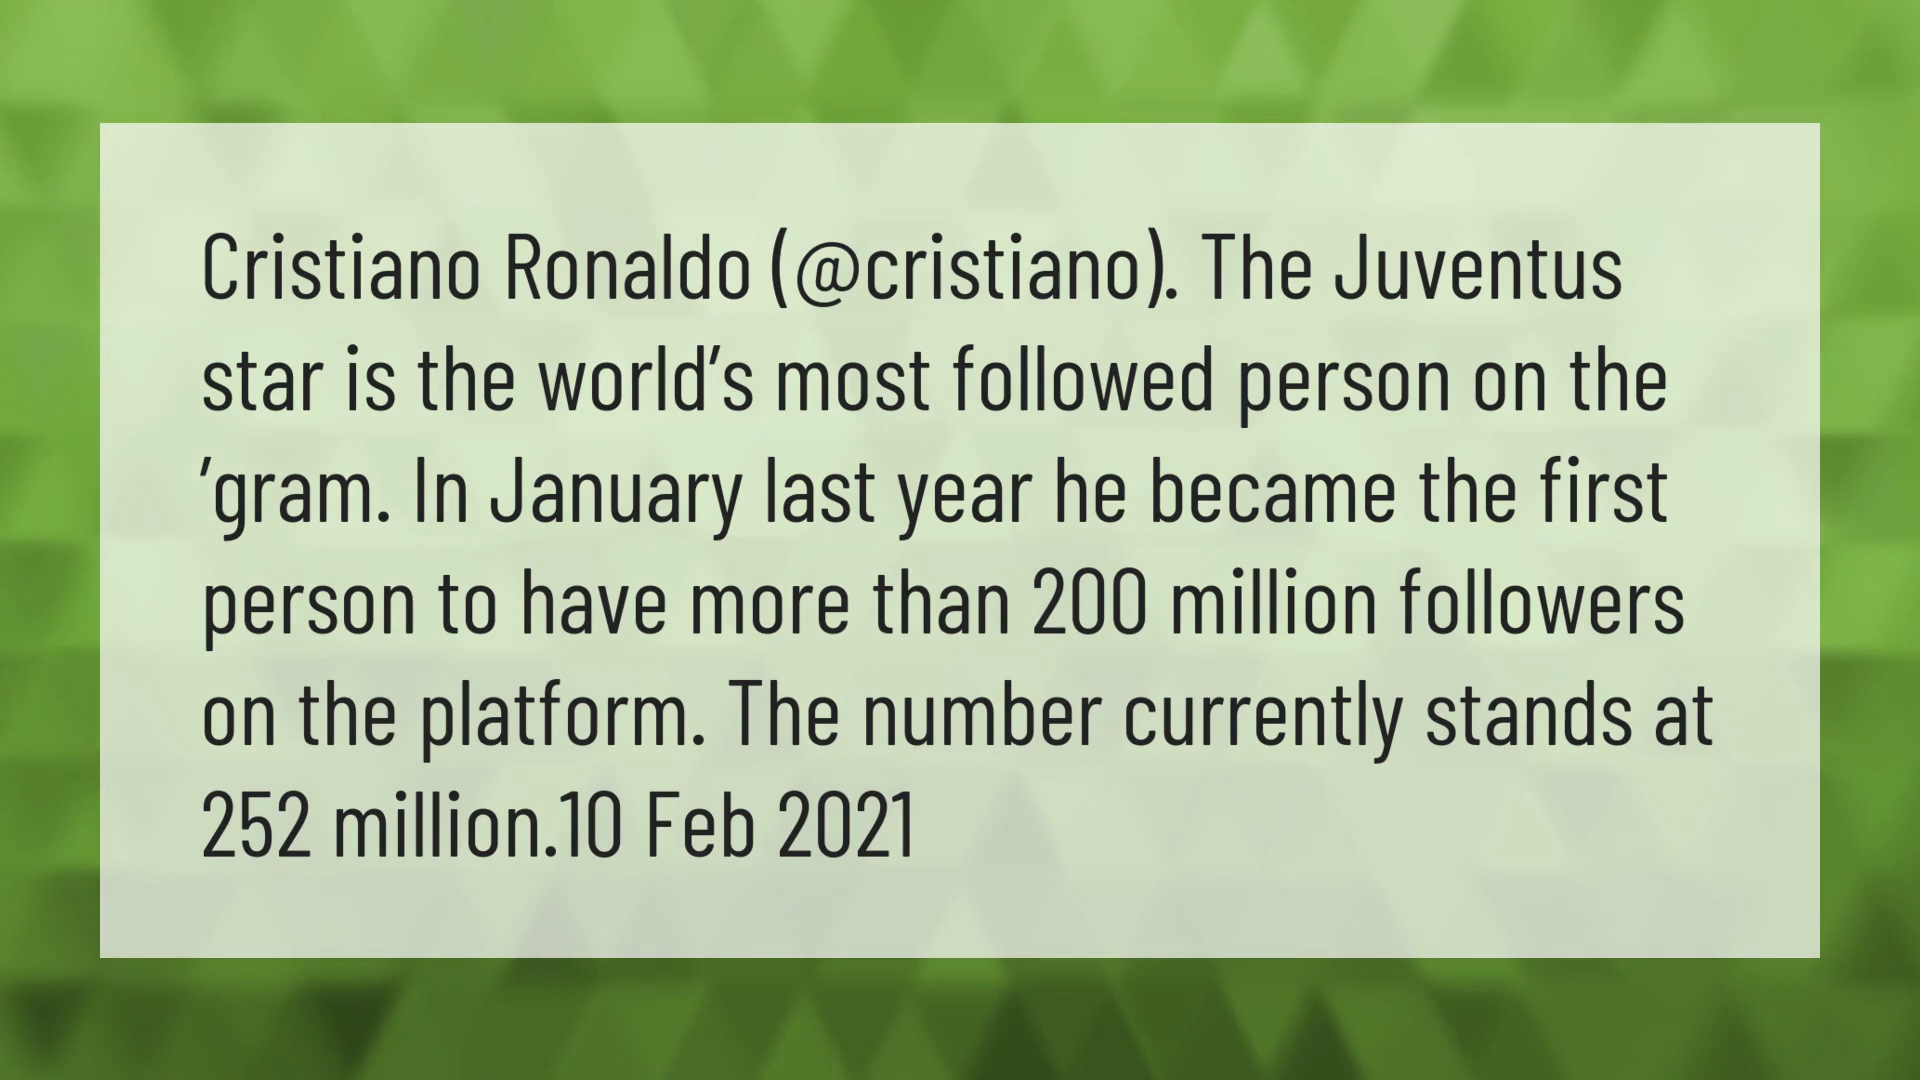 Cristiano Ronaldo (@cristiano). The Juventus
star is the world’s most followed person on the
’gram. In January last year he became the first
person to have more than 200 million followers
on the platform. The number currently stands at
252 million.10 Feb 2021